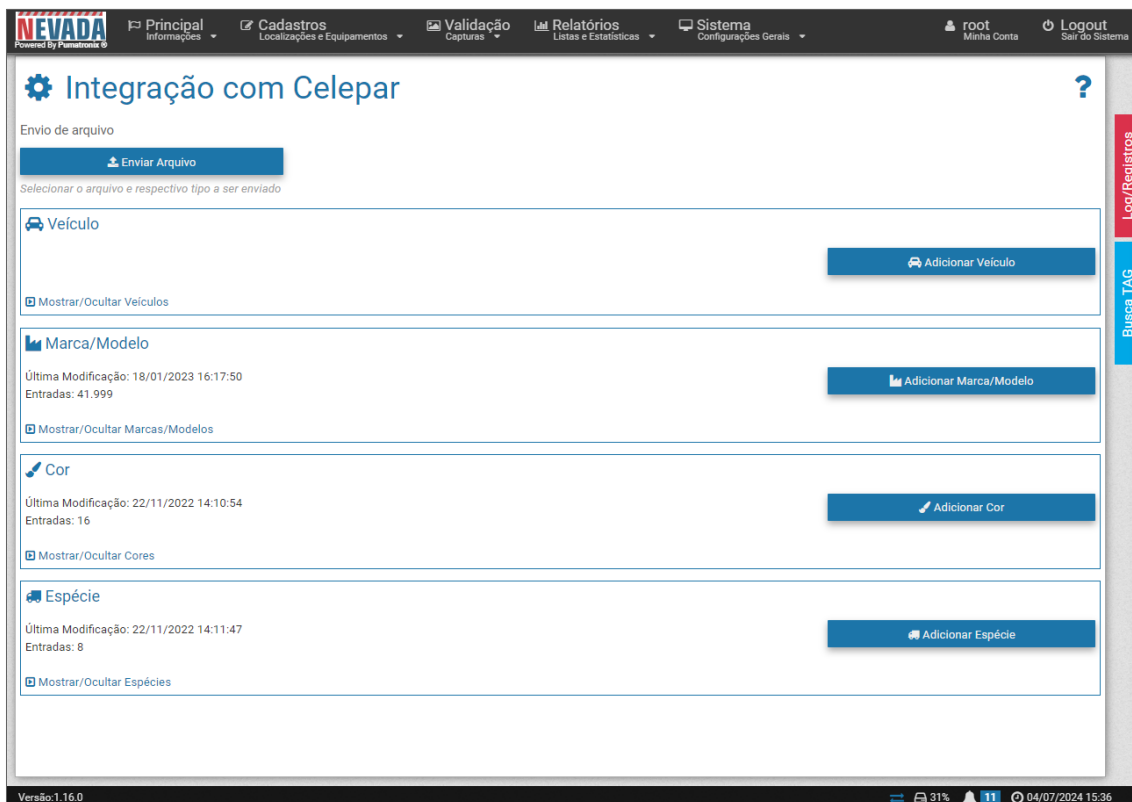 NEVADA
Powered By Pumatronix ®
Principal
Informações
Cadastros
Localizações e Equipamentos
Validação
Capturas
Relatórios
Listas e Estatísticas
Sistema
Configurações Gerais
root
Minha Conta
Logout
Sair do Sistema
Integração com Celepar
?
Envio de arquivo
Enviar Arquivo
Selecionar o arquivo e respectivo tipo a ser enviado
Log/Registros
Busca TAG
Veículo
Adicionar Veículo
Mostrar/Ocultar Veículos
Marca/Modelo
Última Modificação: 18/01/2023 16:17:50
Entradas: 41.999
Adicionar Marca/Modelo
Mostrar/Ocultar Marcas/Modelos
Cor
Última Modificação: 22/11/2022 14:10:54
Entradas: 16
Adicionar Cor
Mostrar/Ocultar Cores
Espécie
Última Modificação: 22/11/2022 14:11:47
Entradas: 8
Adicionar Espécie
Mostrar/Ocultar Espécies
Versão:1.16.0
31%
11
04/07/2024 15:36